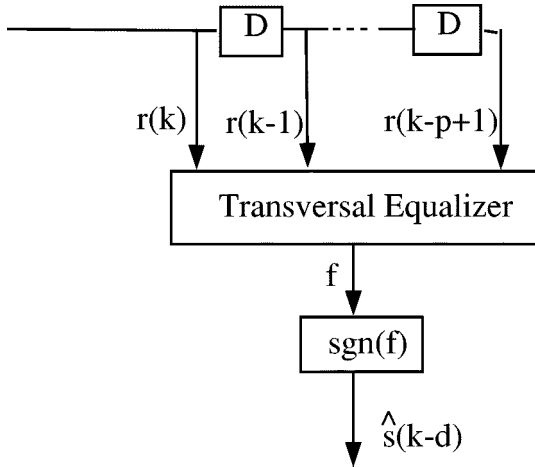 D D
r(k) r(k-1) r(k-p+1)
Transversal Equalizer
f
sgn(f)
ŝ(k-d)